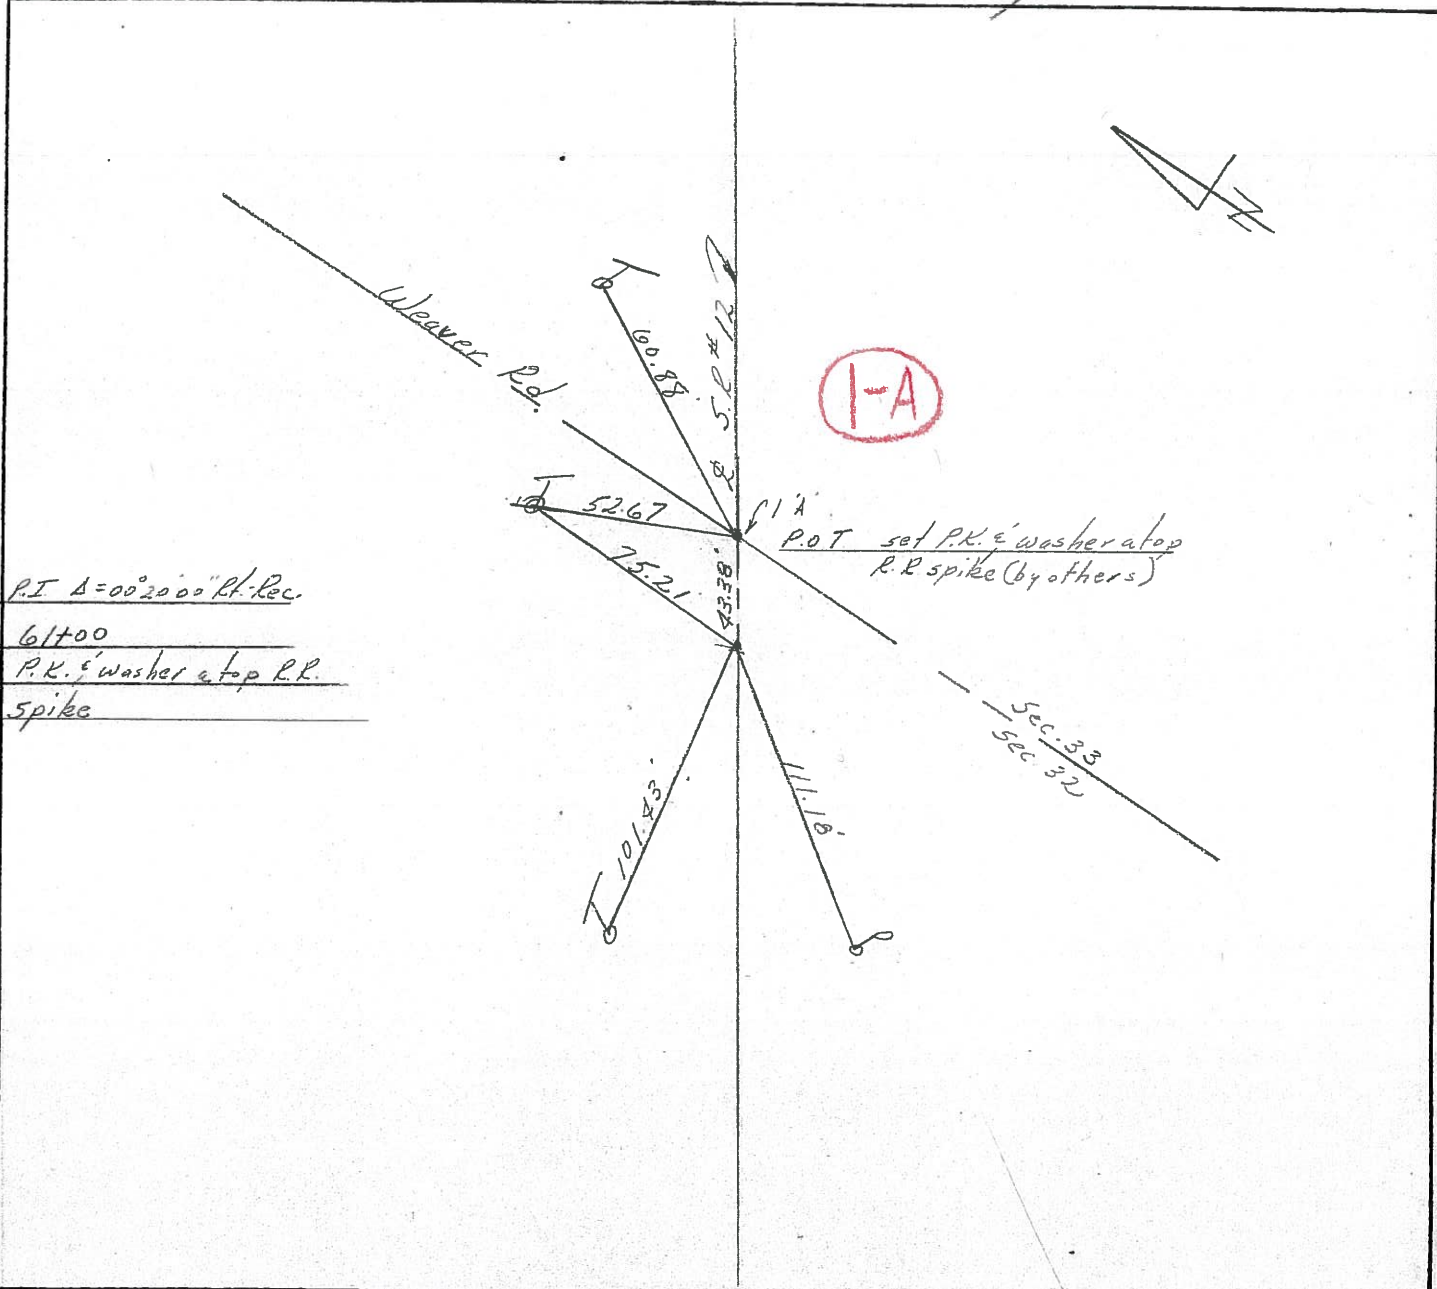 N
Weaver Rd.
60.88'
℄ S.R #12
1-A
52.67
1 'A'
P.O T set P.K. & washer atop
R.R spike (by others)
75.21'
43.38'
P.I Δ=00°20'00" Rt. Rec.
61+00
P.K. & washer atop R.R.
spike
Sec. 33
Sec. 32
101.43'
111.18'